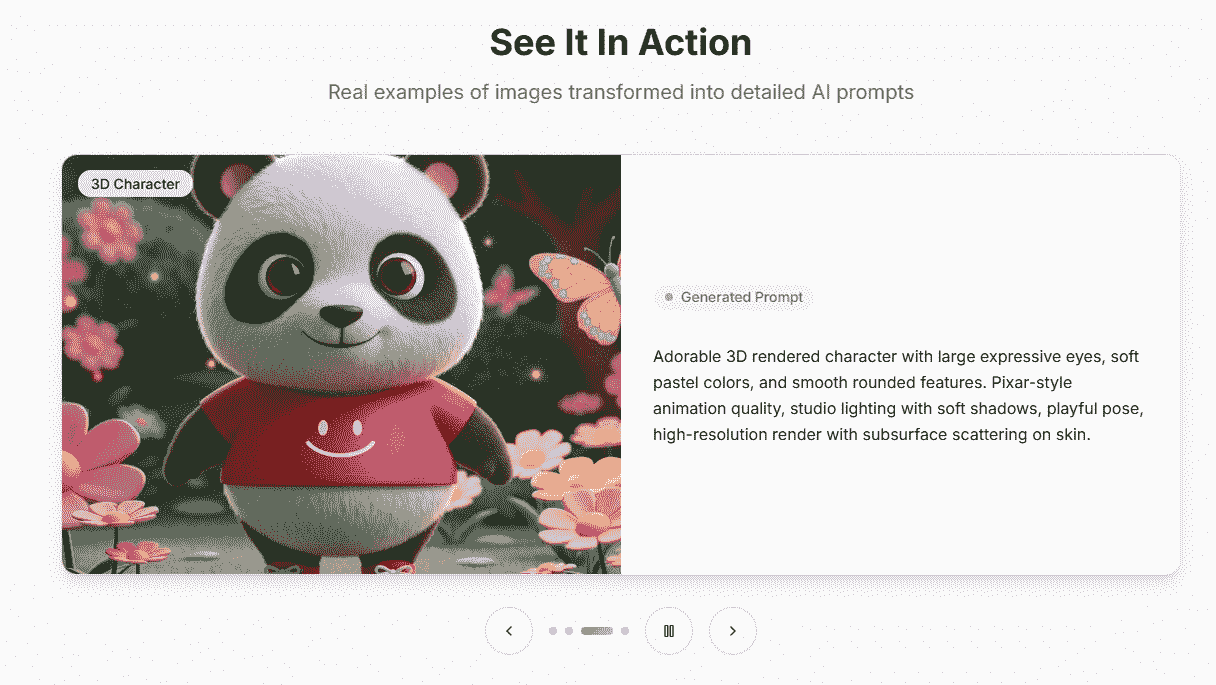 See It In Action
Real examples of images transformed into detailed AI prompts
3D Character
Generated Prompt
Adorable 3D rendered character with large expressive eyes, soft
pastel colors, and smooth rounded features. Pixar-style
animation quality, studio lighting with soft shadows, playful pose,
high-resolution render with subsurface scattering on skin.